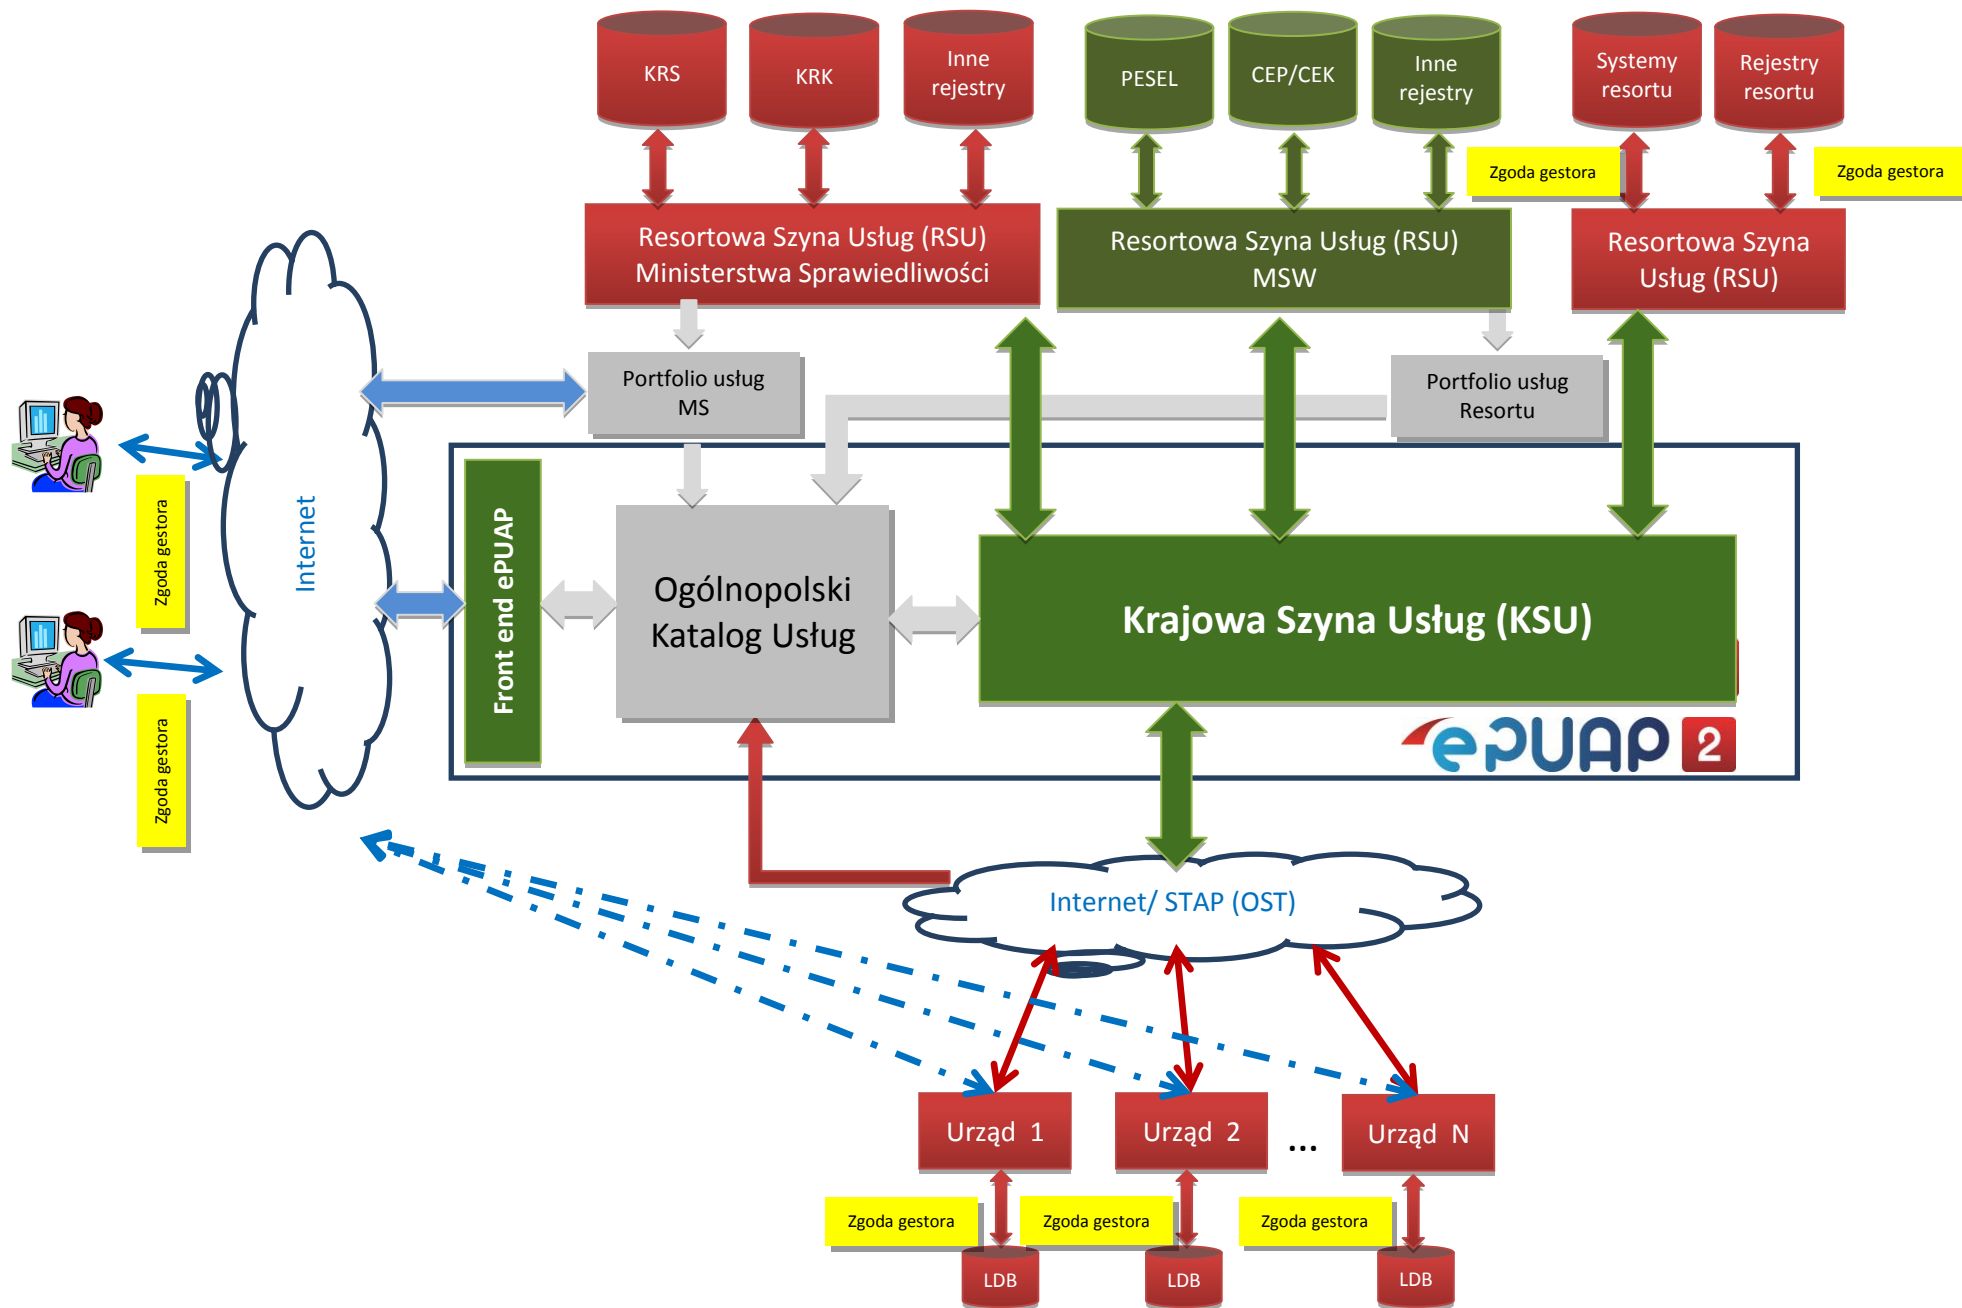 KRS
KRK
Inne
rejestry
PESEL
CEP/CEK
Inne
rejestry
Systemy
resortu
Rejestry
resortu
Zgoda gestora
Zgoda gestora
Resortowa Szyna Usług (RSU)
Ministerstwa Sprawiedliwości
Resortowa Szyna Usług (RSU)
MSW
Resortowa Szyna
Usług (RSU)
Portfolio usług
MS
Portfolio usług
Resortu
Zgoda gestora
Zgoda gestora
Internet
Front end ePUAP
Ogólnopolski
Katalog Usług
Krajowa Szyna Usług (KSU)
ePUAP 2
Internet/ STAP (OST)
Urząd 1
Urząd 2
...
Urząd N
Zgoda gestora
Zgoda gestora
Zgoda gestora
LDB
LDB
LDB